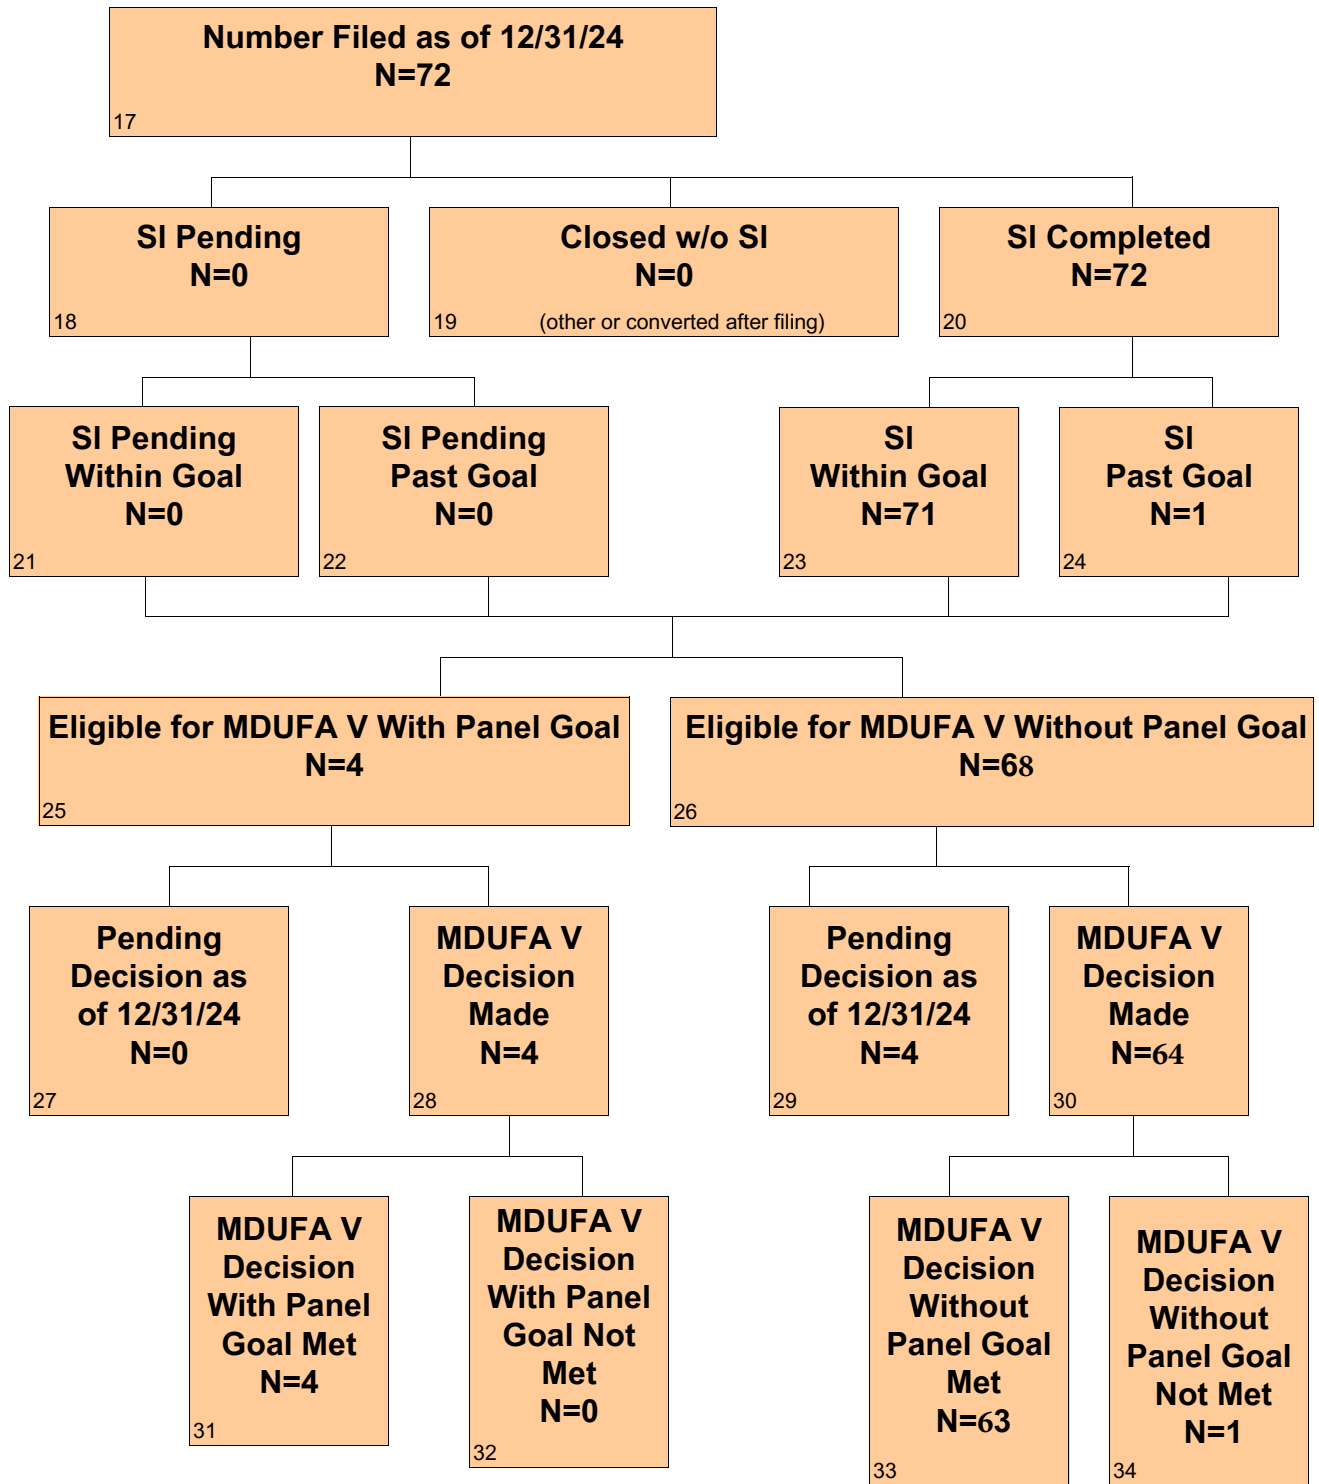 Number Filed as of 12/31/24
N=72
17
SI Pending
N=0
18
Closed w/o SI
N=0
19 (other or converted after filing)
SI Completed
N=72
20
SI Pending
Within Goal
N=0
21
SI Pending
Past Goal
N=0
22
SI
Within Goal
N=71
23
SI
Past Goal
N=1
24
Eligible for MDUFA V With Panel Goal
N=4
25
Eligible for MDUFA V Without Panel Goal
N=68
26
Pending
Decision as
of 12/31/24
N=0
27
MDUFA V
Decision
Made
N=4
28
Pending
Decision as
of 12/31/24
N=4
29
MDUFA V
Decision
Made
N=64
30
MDUFA V
Decision
With Panel
Goal Met
N=4
31
MDUFA V
Decision
With Panel
Goal Not
Met
N=0
32
MDUFA V
Decision
Without
Panel Goal
Met
N=63
33
MDUFA V
Decision
Without
Panel Goal
Not Met
N=1
34